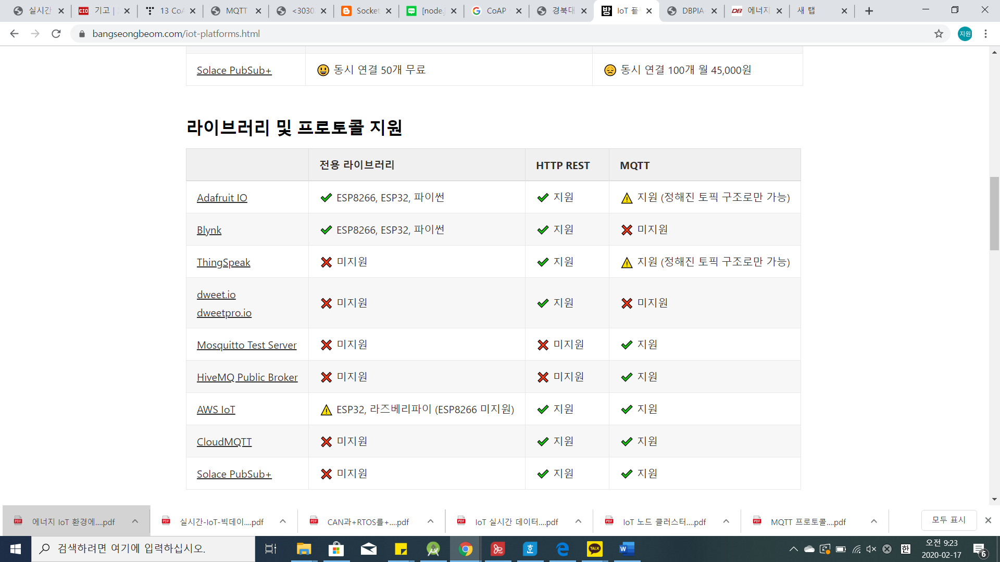 실시간
기고 |
13 CoA
MQTT
<3030
Socket
[node.j
CoAP
경북대
IoT 플
DBPIA
에너지
새 탭
bangseongbeom.com/iot-platforms.html
지원
Solace PubSub+ 😃 동시 연결 50개 무료 😔 동시 연결 100개 월 45,000원
라이브러리 및 프로토콜 지원
전용 라이브러리 HTTP REST MQTT
Adafruit IO ✔ ESP8266, ESP32, 파이썬 ✔ 지원 ⚠ 지원 (정해진 토픽 구조로만 가능)
Blynk ✔ ESP8266, ESP32, 파이썬 ✔ 지원 ❌ 미지원
ThingSpeak ❌ 미지원 ✔ 지원 ⚠ 지원 (정해진 토픽 구조로만 가능)
dweet.io
dweetpro.io ❌ 미지원 ✔ 지원 ❌ 미지원
Mosquitto Test Server ❌ 미지원 ❌ 미지원 ✔ 지원
HiveMQ Public Broker ❌ 미지원 ❌ 미지원 ✔ 지원
AWS IoT ⚠ ESP32, 라즈베리파이 (ESP8266 미지원) ✔ 지원 ✔ 지원
CloudMQTT ❌ 미지원 ✔ 지원 ✔ 지원
Solace PubSub+ ❌ 미지원 ✔ 지원 ✔ 지원
에너지 IoT 환경에....pdf
실시간-IoT-빅데이....pdf
CAN과+RTOS를+....pdf
IoT 실시간 데이터....pdf
IoT 노드 클러스터....pdf
MQTT 프로토콜....pdf
모두 표시
검색하려면 여기에 입력하십시오.
한
오전 9:23
2020-02-17
6